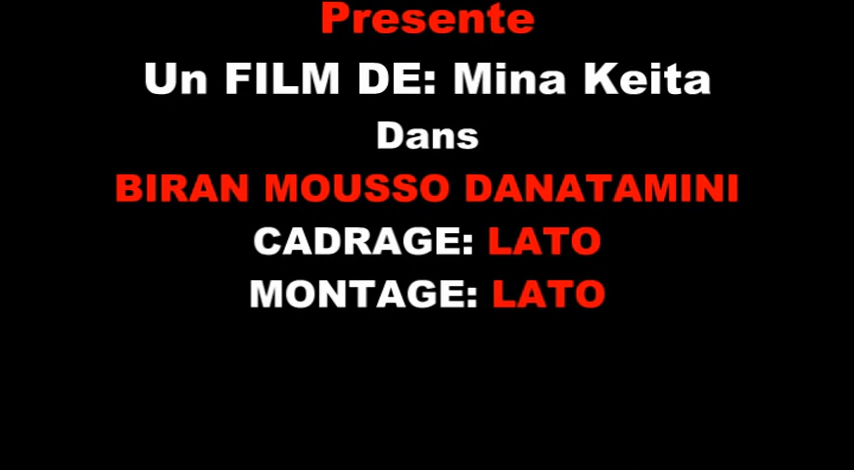 Presente
Un FILM DE: Mina Keita
Dans
BIRAN MOUSSO DANATAMINI
CADRAGE: LATO
MONTAGE: LATO